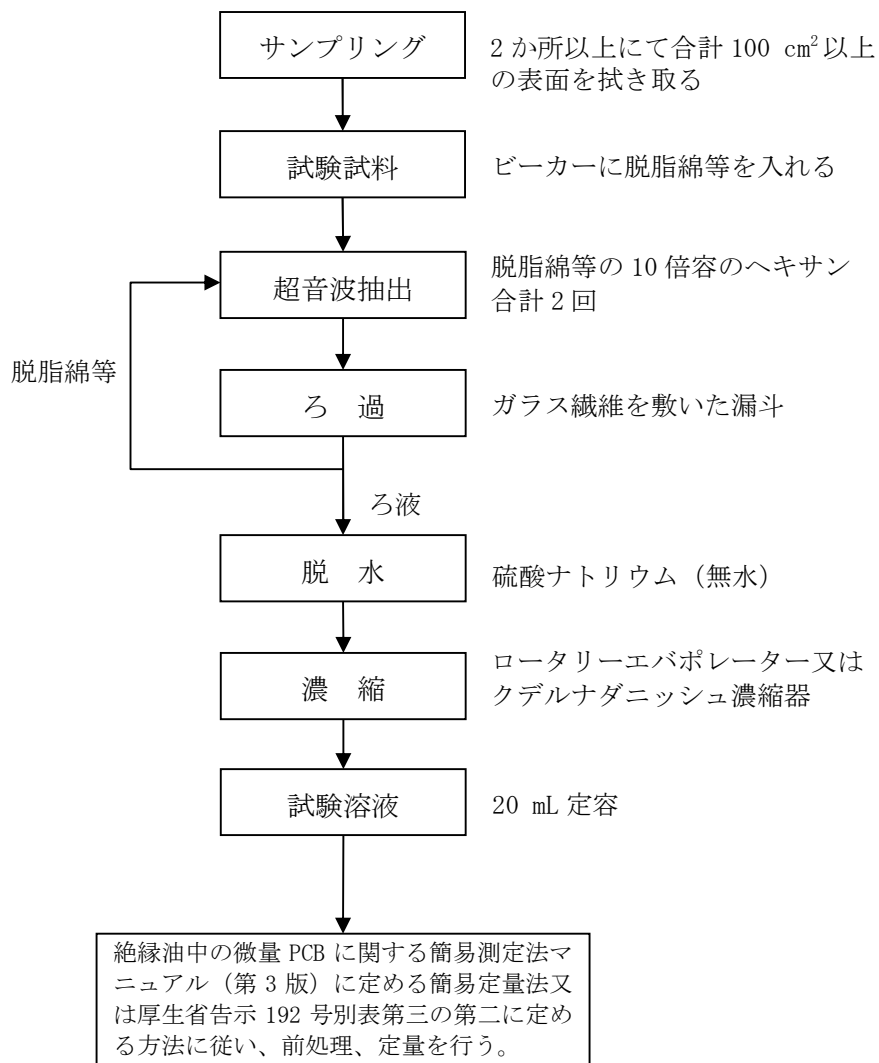 サンプリング
2か所以上にて合計100 cm²以上
の表面を拭き取る
試験試料
ビーカーに脱脂綿等を入れる
超音波抽出
脱脂綿等の10倍容のヘキサン
合計2回
脱脂綿等
ろ　過
ガラス繊維を敷いた漏斗
ろ液
脱　水
硫酸ナトリウム（無水）
濃　縮
ロータリーエバポレーター又は
クデルナダニッシュ濃縮器
試験溶液
20 mL定容
絶縁油中の微量PCBに関する簡易測定法マ
ニュアル（第3版）に定める簡易定量法又
は厚生省告示192号別表第三の第二に定め
る方法に従い、前処理、定量を行う。